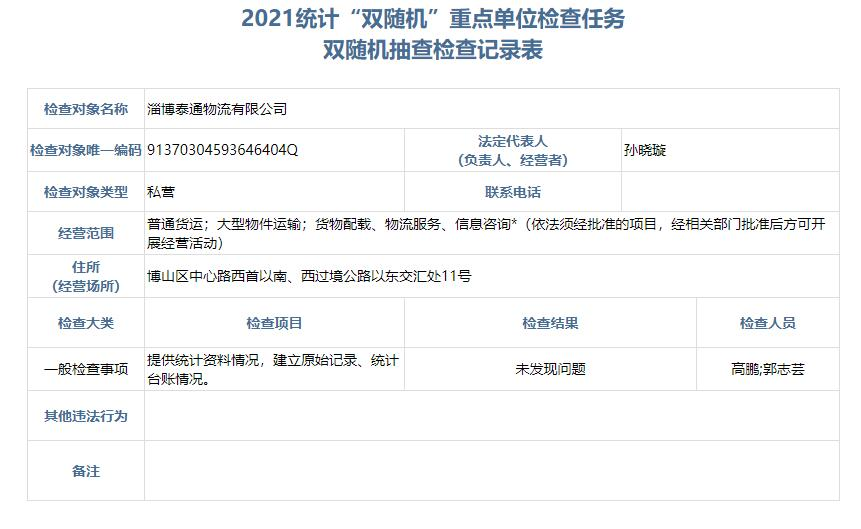 2021统计“双随机”重点单位检查任务
双随机抽查检查记录表
检查对象名称 淄博泰通物流有限公司
检查对象唯一编码 91370304593646404Q 法定代表人
（负责人、经营者） 孙晓璇
检查对象类型 私营 联系电话
经营范围 普通货运；大型物件运输；货物配载、物流服务、信息咨询*（依法须经批准的项目，经相关部门批准后方可开
展经营活动）
住所
（经营场所） 博山区中心路西首以南、西过境公路以东交汇处11号
检查大类 检查项目 检查结果 检查人员
一般检查事项 提供统计资料情况，建立原始记录、统计
台账情况。 未发现问题 高鹏;郭志芸
其他违法行为
备注